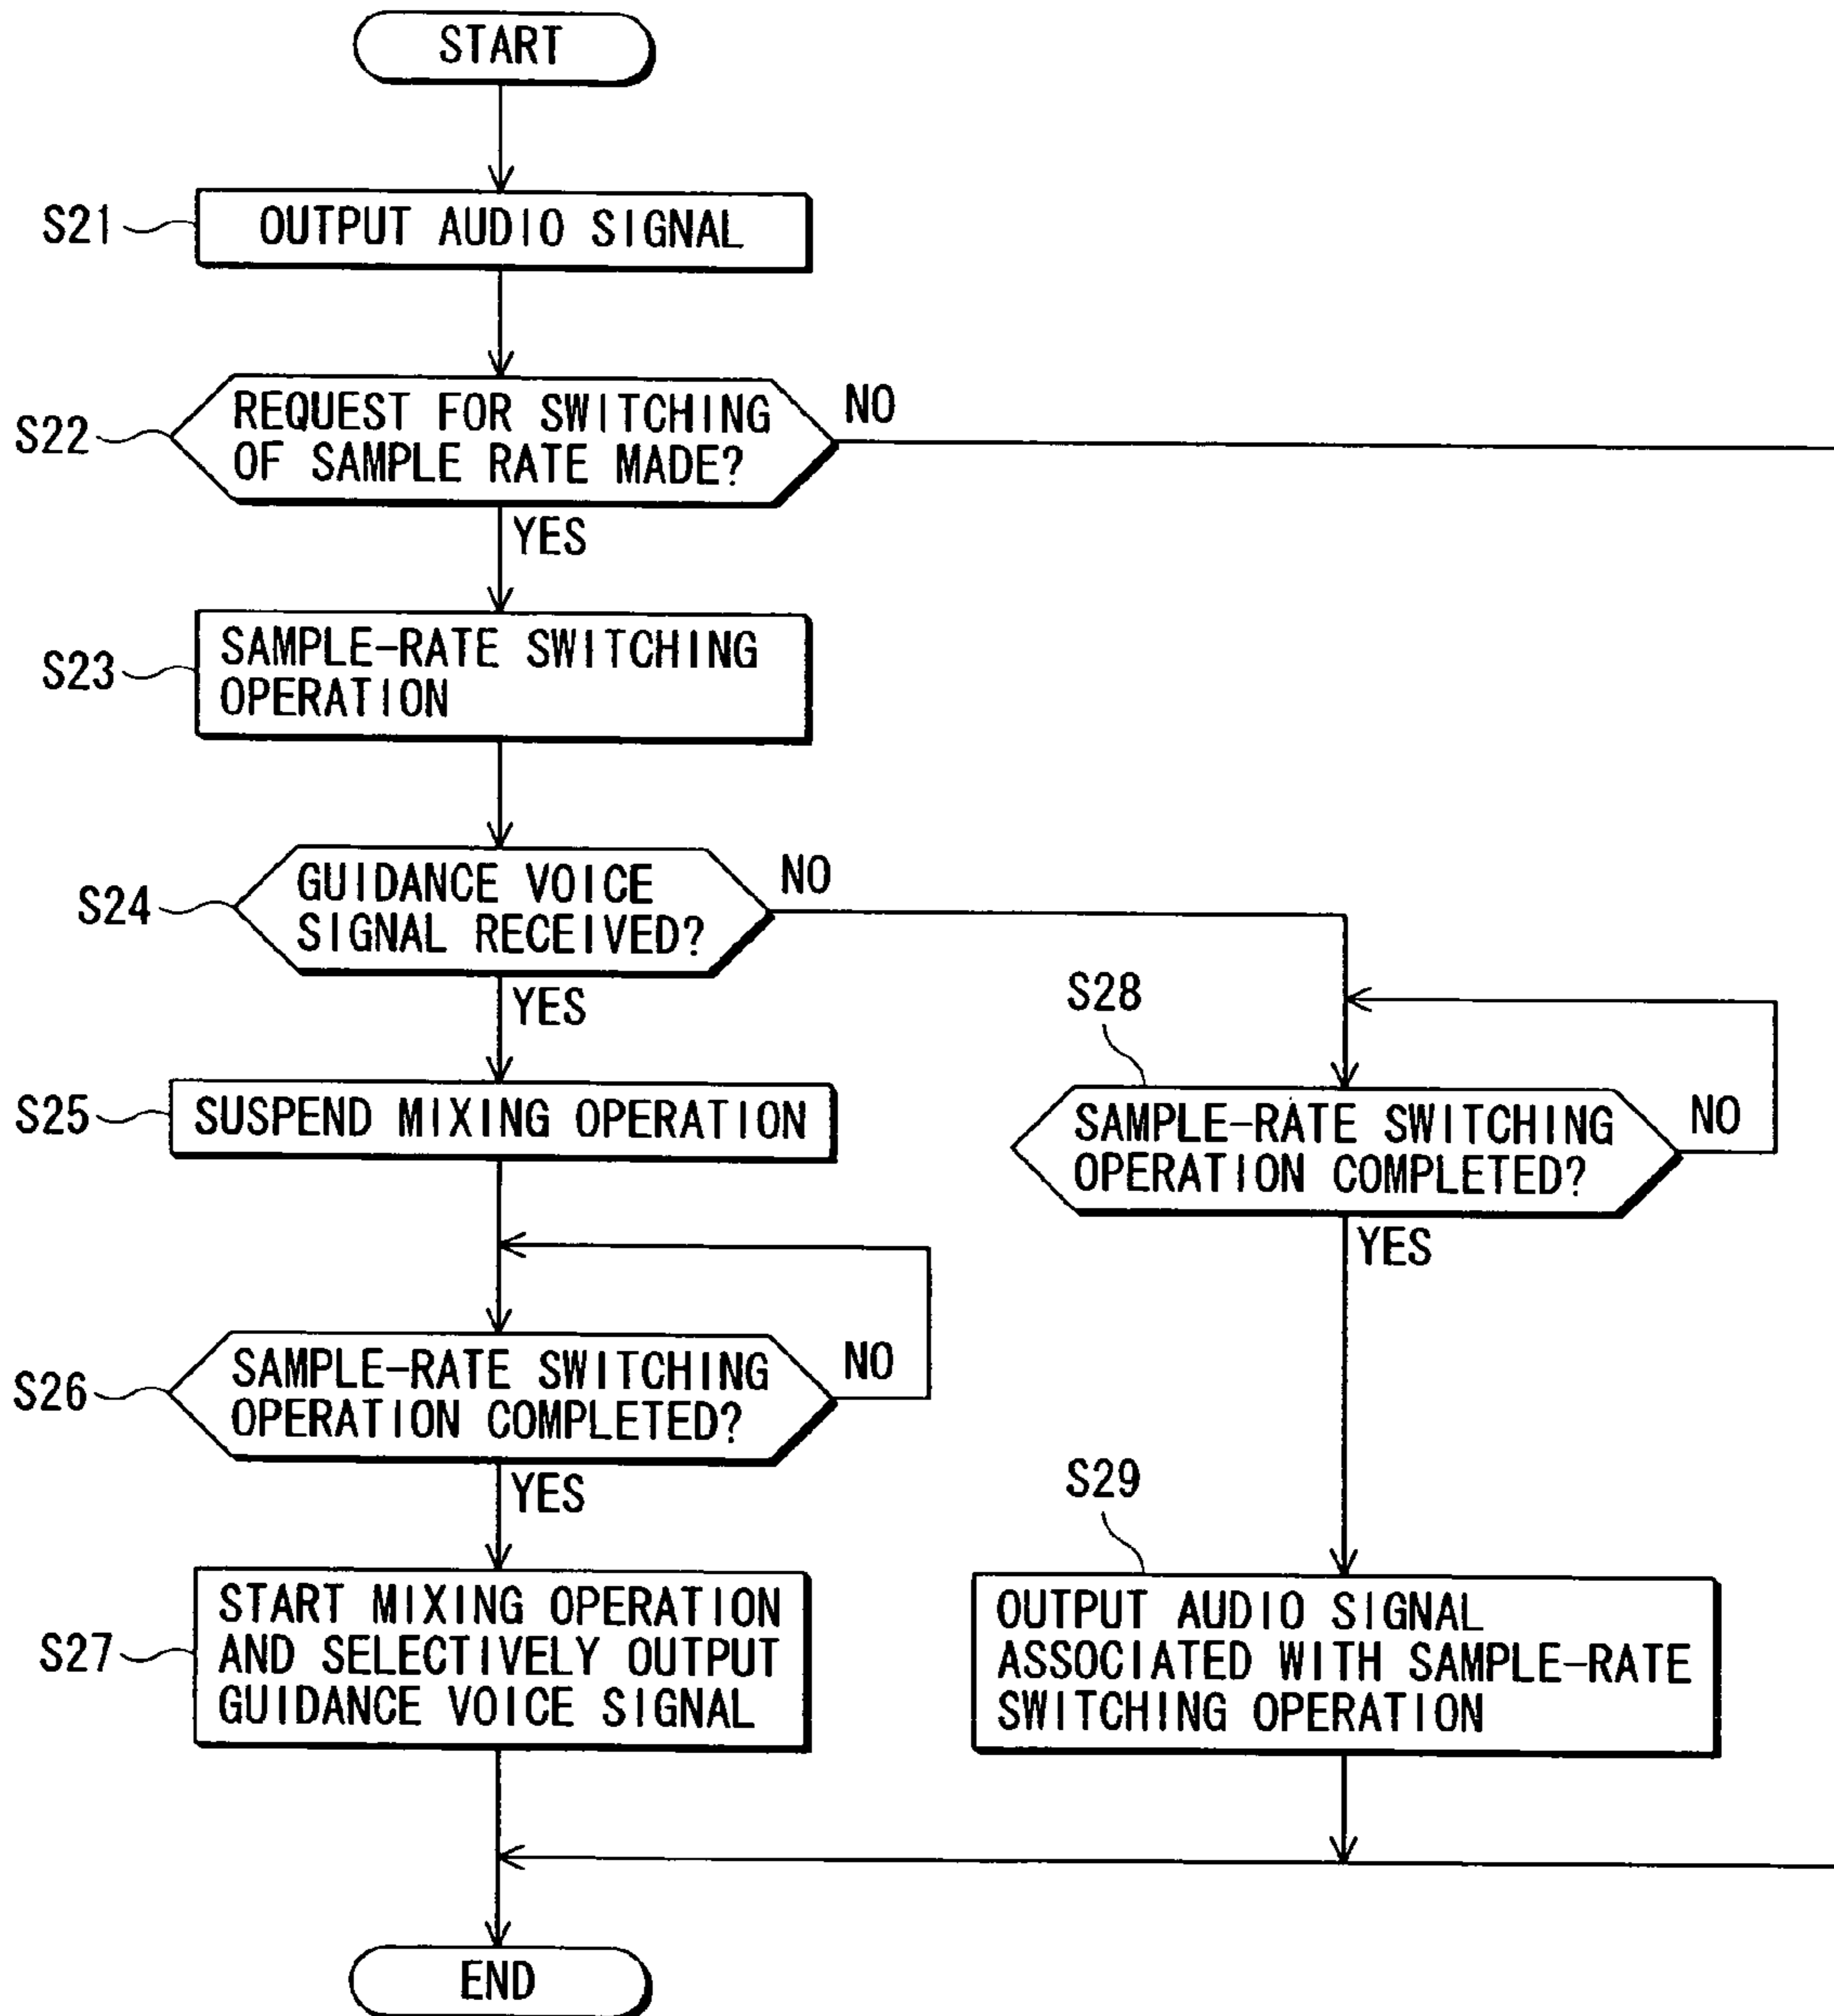 START
S21
OUTPUT AUDIO SIGNAL
S22
REQUEST FOR SWITCHING
OF SAMPLE RATE MADE?
NO
YES
S23
SAMPLE-RATE SWITCHING
OPERATION
S24
GUIDANCE VOICE
SIGNAL RECEIVED?
NO
YES
S25
SUSPEND MIXING OPERATION
S26
SAMPLE-RATE SWITCHING
OPERATION COMPLETED?
NO
YES
S27
START MIXING OPERATION
AND SELECTIVELY OUTPUT
GUIDANCE VOICE SIGNAL
S28
SAMPLE-RATE SWITCHING
OPERATION COMPLETED?
NO
YES
S29
OUTPUT AUDIO SIGNAL
ASSOCIATED WITH SAMPLE-RATE
SWITCHING OPERATION
END